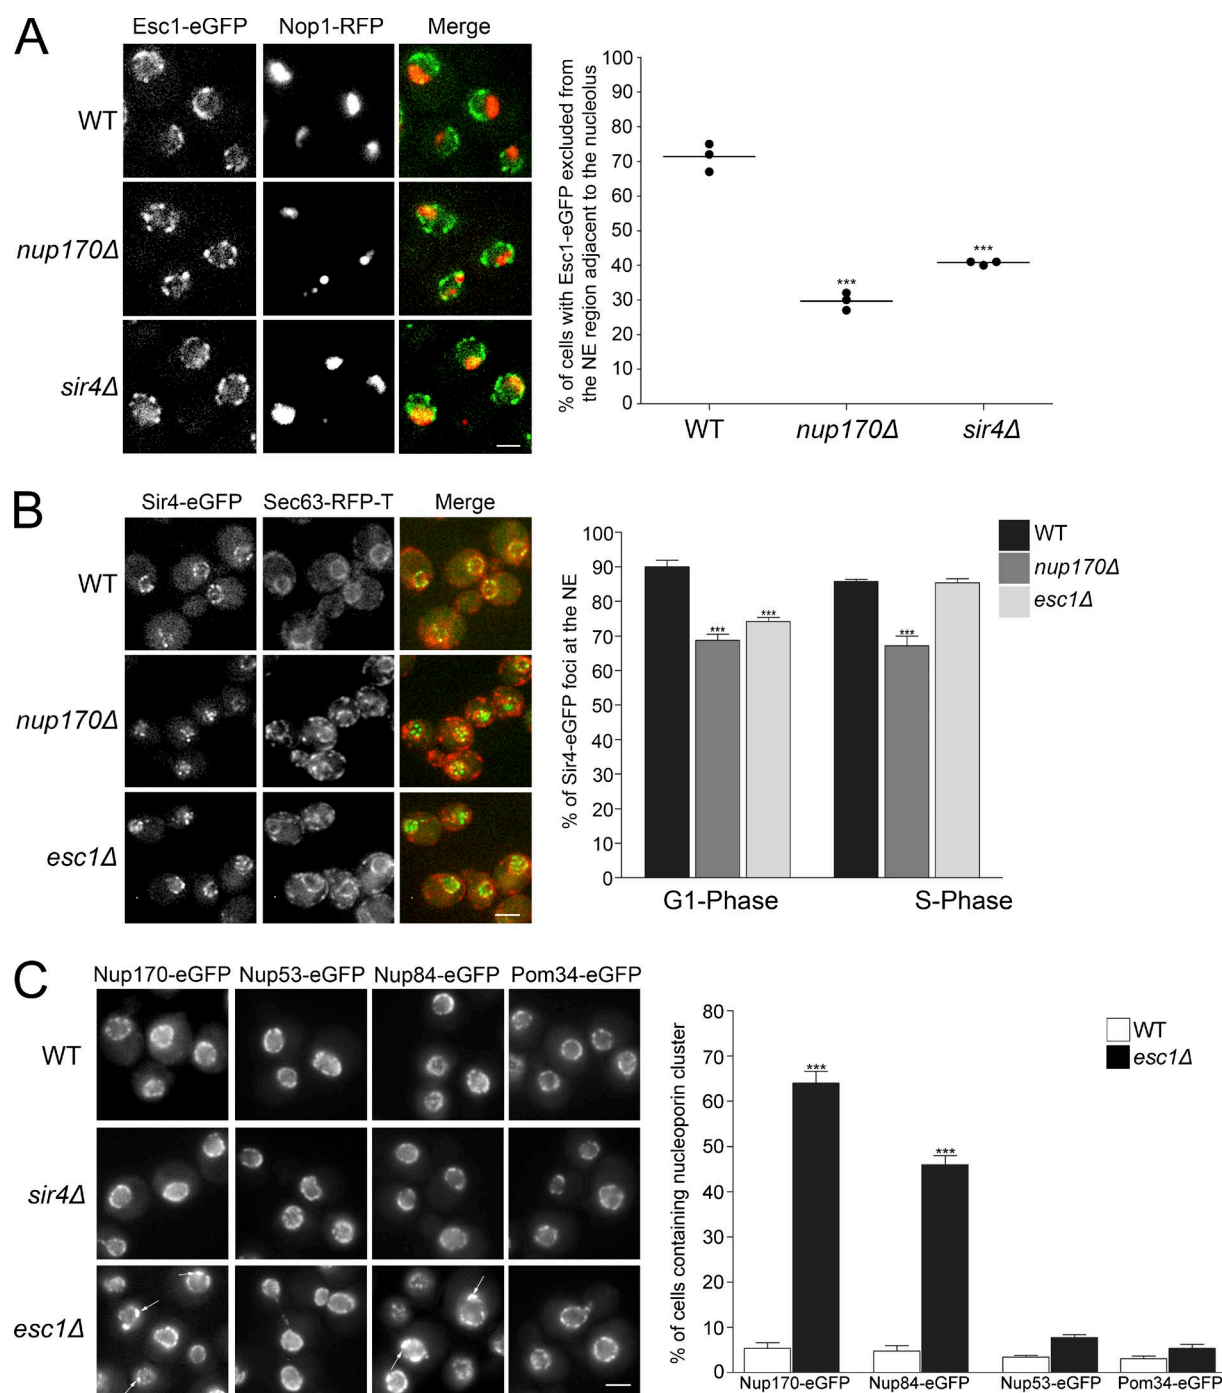 A
Esc1-eGFP Nop1-RFP Merge
WT
nup170Δ
sir4Δ
% of cells with Esc1-eGFP excluded from
the NE region adjacent to the nucleolus
100
90
80
70
60
50
40
30
20
10
0
***
***
WT nup170Δ sir4Δ
B
Sir4-eGFP Sec63-RFP-T Merge
WT
nup170Δ
esc1Δ
% of Sir4-eGFP foci at the NE
100
90
80
70
60
50
40
30
20
10
0
*** *** ***
G1-Phase S-Phase
WT
nup170Δ
esc1Δ
C
Nup170-eGFP Nup53-eGFP Nup84-eGFP Pom34-eGFP
WT
sir4Δ
esc1Δ
% of cells containing nucleoporin cluster
80
70
60
50
40
30
20
10
0
***
***
WT
esc1Δ
Nup170-eGFP Nup84-eGFP Nup53-eGFP Pom34-eGFP